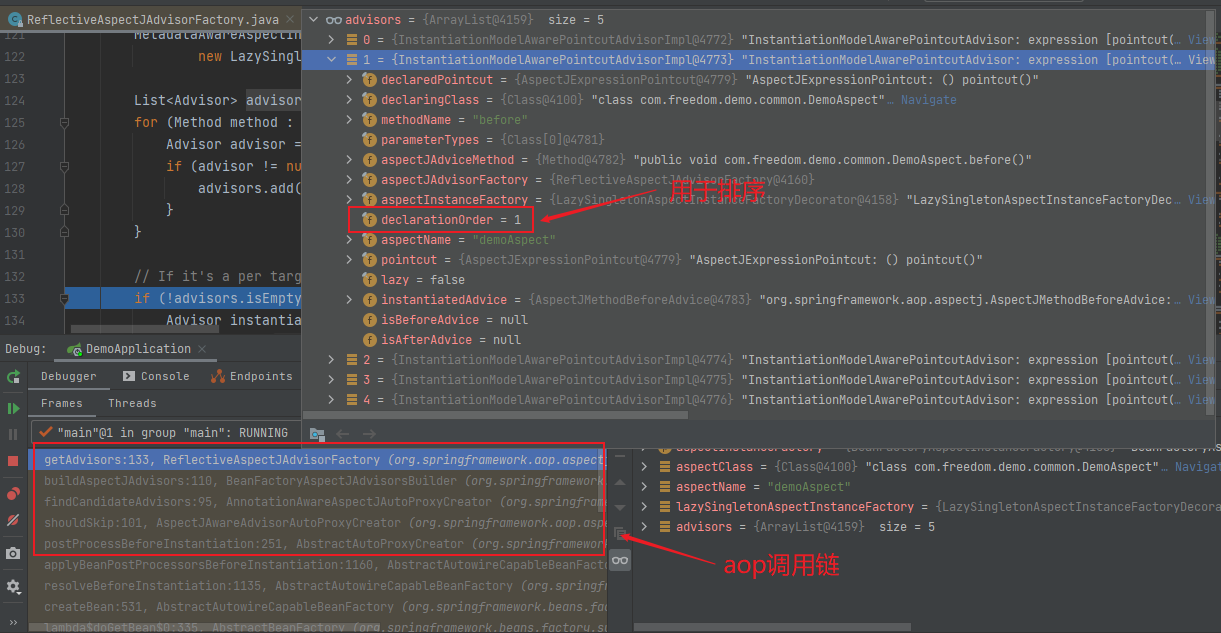 ReflectiveAspectJAdvisorFactory.java
121
122
123
124
125
126
127
128
129
130
131
132
133
134
new LazySingl
List<Advisor> advisor
for (Method method :
Advisor advisor =
if (advisor != nu
advisors.add(
}
}
// If it's a per targ
if (!advisors.isEmpty
Advisor instantia
advisors = {ArrayList@4159} size = 5
0 = {InstantiationModelAwarePointcutAdvisorImpl@4772} "InstantiationModelAwarePointcutAdvisor: expression [pointcut(… View
1 = {InstantiationModelAwarePointcutAdvisorImpl@4773} "InstantiationModelAwarePointcutAdvisor: expression [pointcut(… View
declaredPointcut = {AspectJExpressionPointcut@4779} "AspectJExpressionPointcut: () pointcut()"
declaringClass = {Class@4100} "class com.freedom.demo.common.DemoAspect"… Navigate
methodName = "before"
parameterTypes = {Class[0]@4781}
aspectJAdviceMethod = {Method@4782} "public void com.freedom.demo.common.DemoAspect.before()"
aspectJAdvisorFactory = {ReflectiveAspectJAdvisorFactory@4160}
用于排序
aspectInstanceFactory = {LazySingletonAspectInstanceFactoryDecorator@4158} "LazySingletonAspectInstanceFactoryDec… View
declarationOrder = 1
aspectName = "demoAspect"
pointcut = {AspectJExpressionPointcut@4779} "AspectJExpressionPointcut: () pointcut()"
lazy = false
instantiatedAdvice = {AspectJMethodBeforeAdvice@4783} "org.springframework.aop.aspectj.AspectJMethodBeforeAdvice:… View
isBeforeAdvice = null
isAfterAdvice = null
2 = {InstantiationModelAwarePointcutAdvisorImpl@4774} "InstantiationModelAwarePointcutAdvisor: expression [pointcut(… View
3 = {InstantiationModelAwarePointcutAdvisorImpl@4775} "InstantiationModelAwarePointcutAdvisor: expression [pointcut(… View
4 = {InstantiationModelAwarePointcutAdvisorImpl@4776} "InstantiationModelAwarePointcutAdvisor: expression [pointcut(… View
Debug: DemoApplication
Debugger Console Endpoints
Frames Threads
"main"@1 in group "main": RUNNING
getAdvisors:133, ReflectiveAspectJAdvisorFactory (org.springframework.aop.aspectj
buildAspectJAdvisors:110, BeanFactoryAspectJAdvisorsBuilder (org.springframework
findCandidateAdvisors:95, AnnotationAwareAspectJAutoProxyCreator (org.springfram
shouldSkip:101, AspectJAwareAdvisorAutoProxyCreator (org.springframework.aop.aspe
postProcessBeforeInstantiation:251, AbstractAutoProxyCreator (org.springframework
applyBeanPostProcessorsBeforeInstantiation:1160, AbstractAutowireCapableBeanFacto
resolveBeforeInstantiation:1135, AbstractAutowireCapableBeanFactory (org.springfr
createBean:531, AbstractAutowireCapableBeanFactory (org.springframework.beans.fac
lambda$doGetBean$0:335, AbstractBeanFactory (org.springframework.beans.factory.su
aspectClass = {Class@4100} "class com.freedom.demo.common.DemoAspect"… Navigat
aspectName = "demoAspect"
lazySingletonAspectInstanceFactory = {LazySingletonAspectInstanceFactoryDecora
advisors = {ArrayList@4159} size = 5
aop调用链